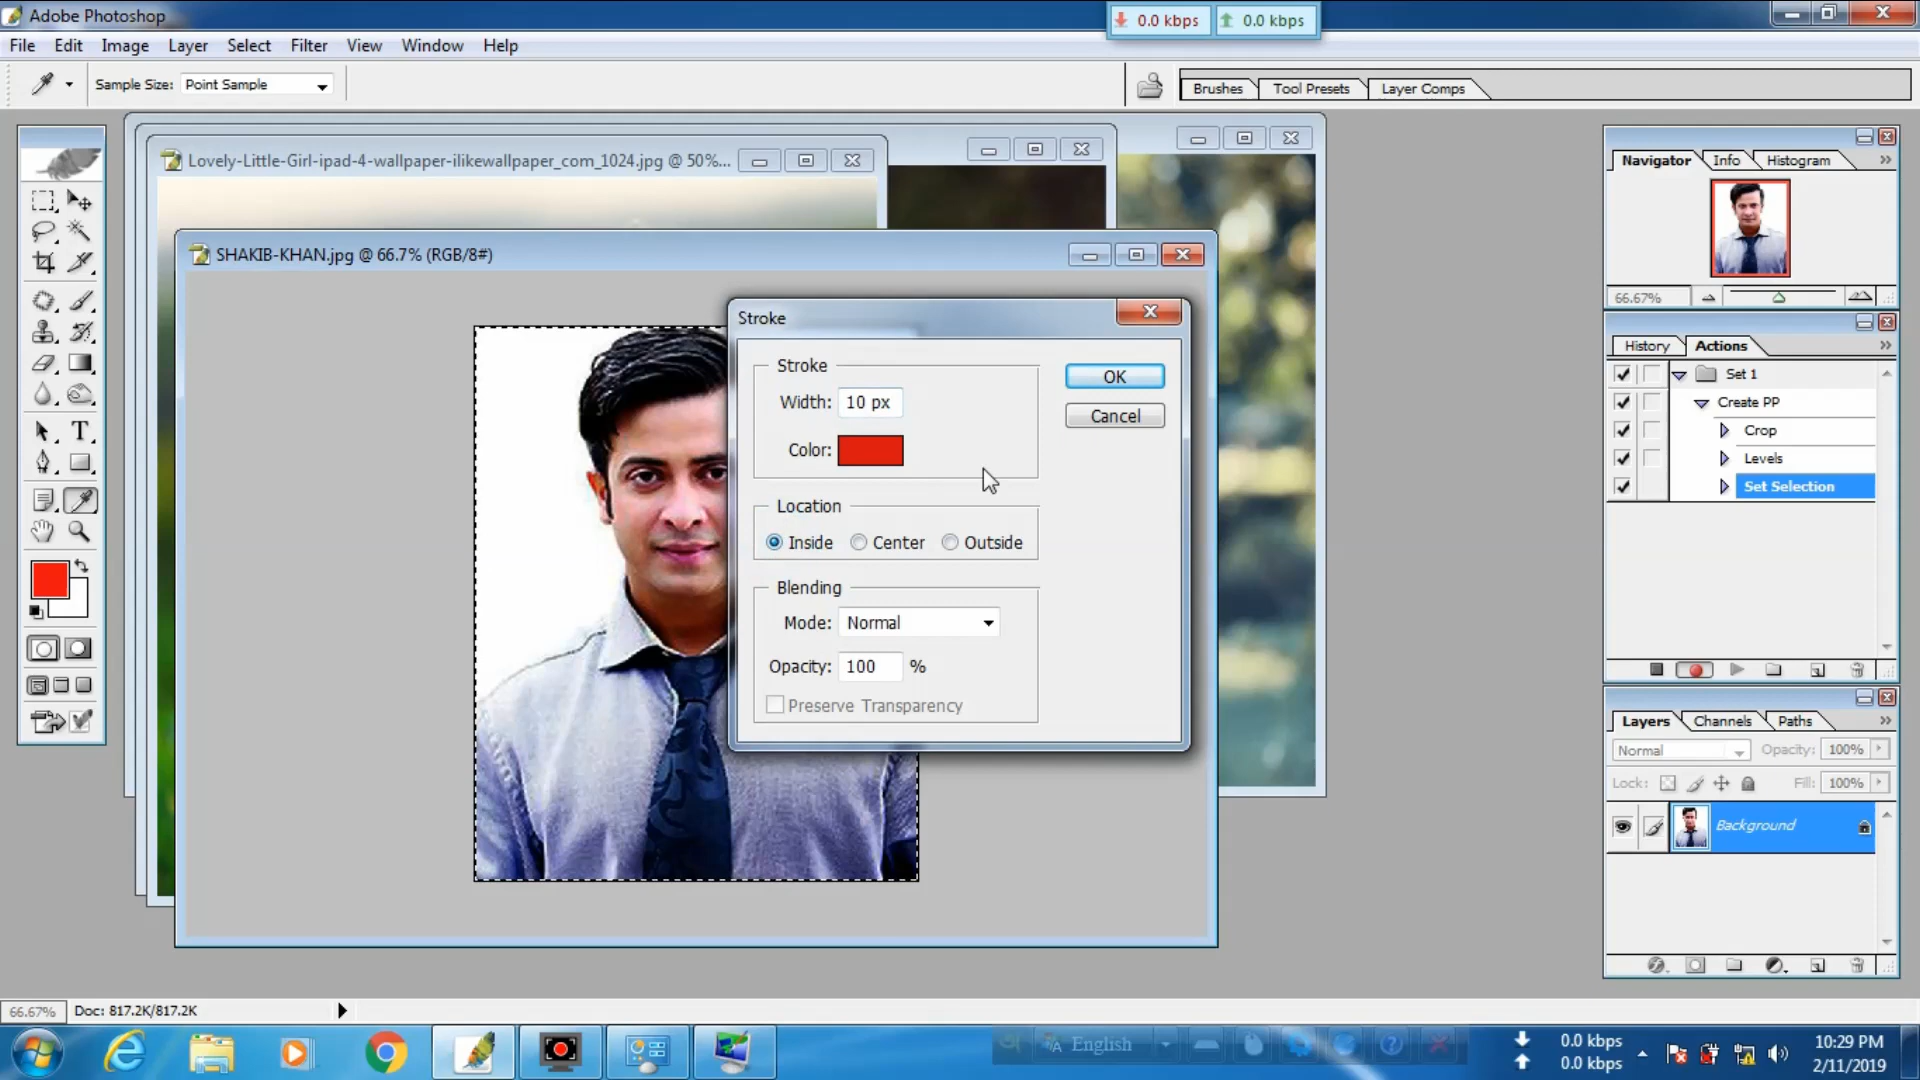 Adobe Photoshop
0.0 kbps 0.0 kbps
File Edit Image Layer Select Filter View Window Help
Sample Size: Point Sample
Brushes Tool Presets Layer Comps
Lovely-Little-Girl-ipad-4-wallpaper-ilikewallpaper_com_1024.jpg @ 50%...
SHAKIB-KHAN.jpg @ 66.7% (RGB/8#)
Stroke
Stroke
Width: 10 px
Color:
OK
Cancel
Location
Inside Center Outside
Blending
Mode: Normal
Opacity: 100 %
Preserve Transparency
Navigator Info Histogram
66.67%
History Actions
Set 1
Create PP
Crop
Levels
Set Selection
Layers Channels Paths
Normal Opacity: 100%
Lock: Fill: 100%
Background
66.67% Doc: 817.2K/817.2K
English
0.0 kbps
0.0 kbps
10:29 PM
2/11/2019